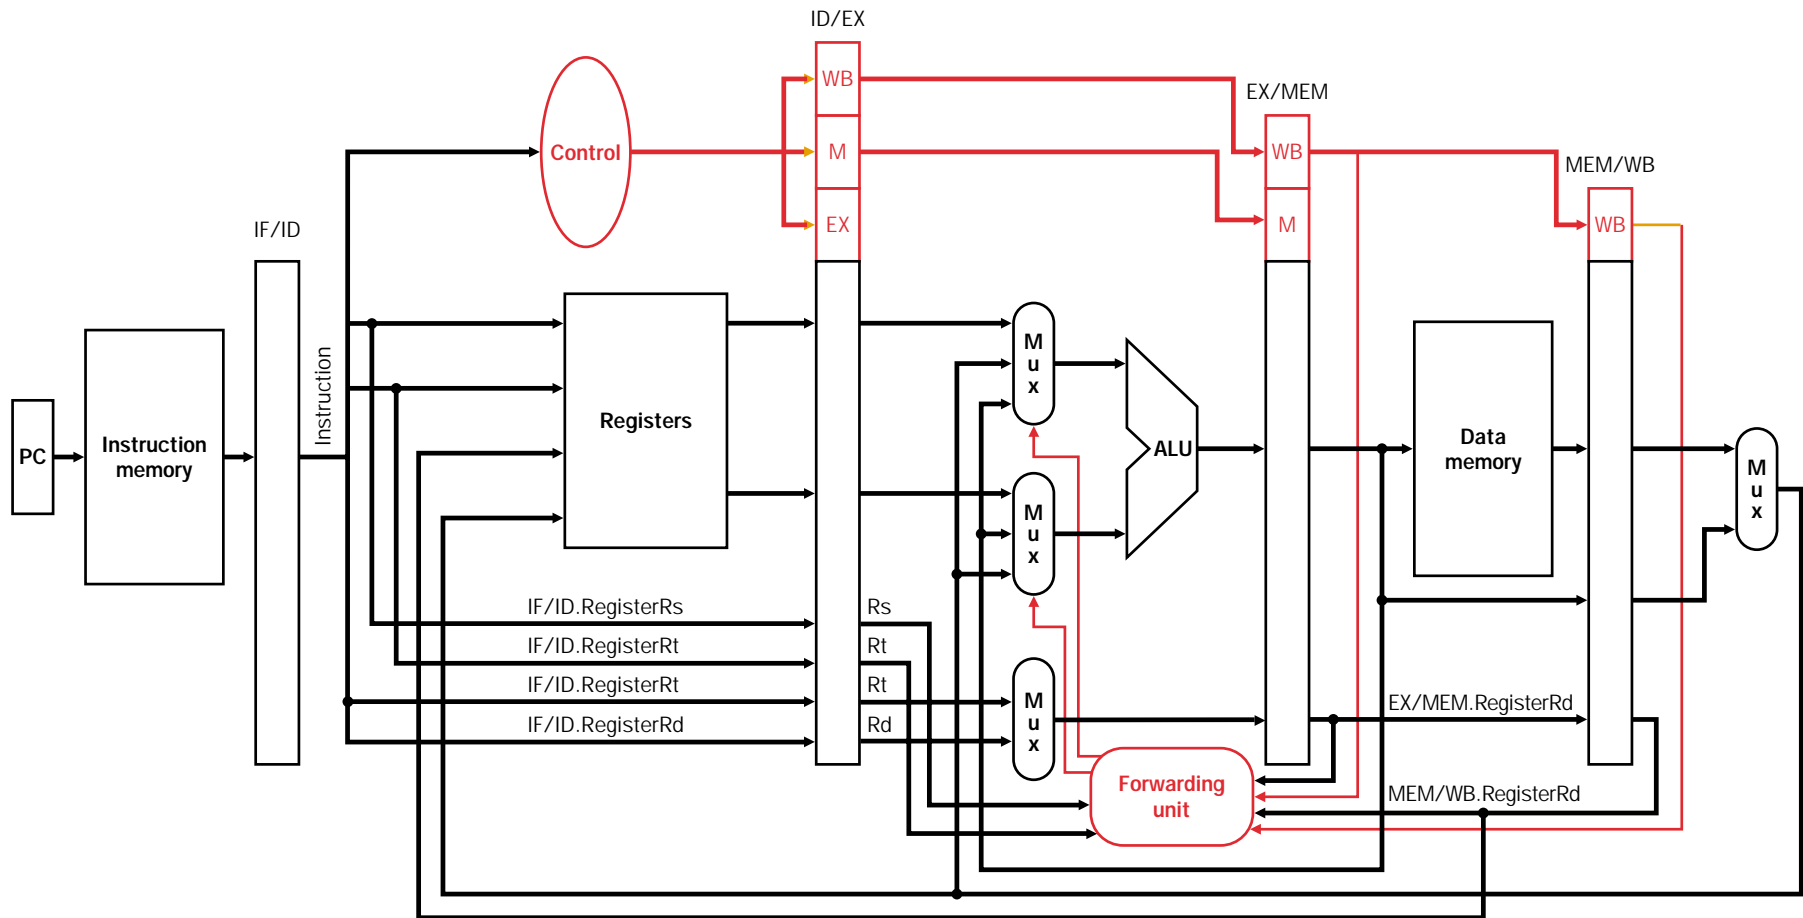 ID/EX
WB
EX/MEM
Control
M
WB
MEM/WB
EX
M
WB
IF/ID
Instruction
Registers
PC
Instruction
memory
M
u
x
ALU
Data
memory
M
u
x
M
u
x
IF/ID.RegisterRs
Rs
IF/ID.RegisterRt
Rt
IF/ID.RegisterRt
Rt
IF/ID.RegisterRd
Rd
M
u
x
EX/MEM.RegisterRd
Forwarding
unit
MEM/WB.RegisterRd